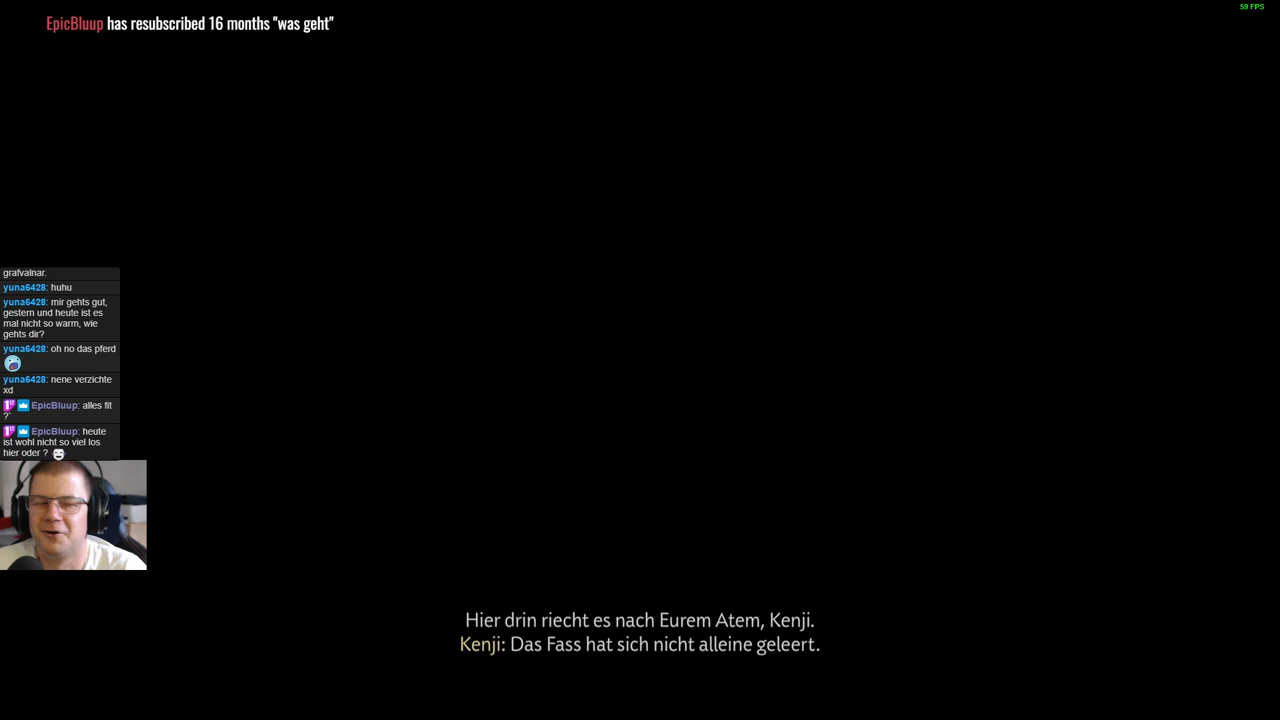 EpicBluup has resubscribed 16 months "was geht"
59 FPS
grafvalnar.
yuna6428: huhu
yuna6428: mir gehts gut,
gestern und heute ist es
mal nicht so warm, wie
gehts dir?
yuna6428: oh no das pferd
yuna6428: nene verzichte
xd
EpicBluup: alles fit
?`
EpicBluup: heute
ist wohl nicht so viel los
hier oder ?
Hier drin riecht es nach Eurem Atem, Kenji.
Kenji: Das Fass hat sich nicht alleine geleert.